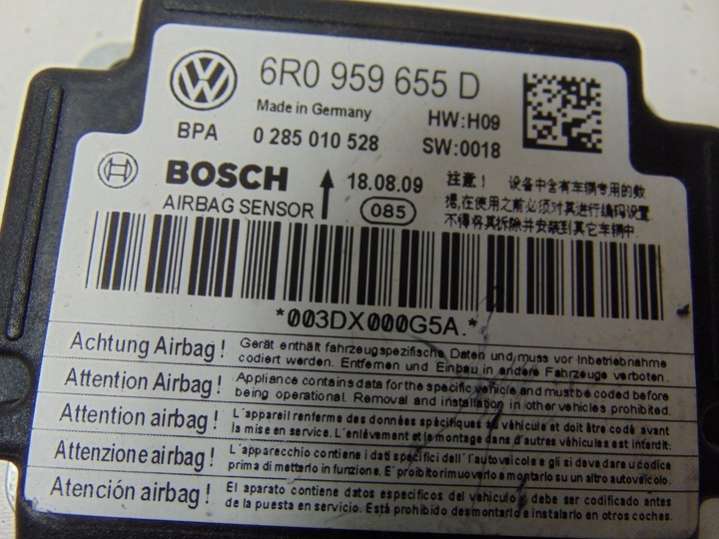 6R0 959 655 D
Made in Germany
HW:H09
BPA 0 285 010 528 SW:0018
BOSCH
AIRBAG SENSOR
18.08.09
085
注意! 设备中含有车辆专用的数
据,在使用之前必须对其进行编码设置
不得将其拆除并安装到其它车辆中.
*003DX000G5A.*
Achtung Airbag! Gerät enthält fahrzeugspezifische Daten und muss vor Inbetriebnahme
codiert werden. Entfernen und Einbau in andere Fahrzeuge verboten.
Attention Airbag! Appliance contains data for the specific vehicle and must be coded before
being operational. Removal and installation in other vehicles prohibited.
Attention airbag! L'appareil renferme des données spécifiques au véhicule et doit être codé avant
la mise en service. L'enlèvement et le montage dans d'autres véhicules est interdit.
Attenzione airbag! L'apparecchio contiene i dati specifici dell'autoveicolo e gli si deve dare u codice
prima di metterlo in funzione. E'proibito rimuoverlo e montarlo su un altro autoveicolo.
Atención airbag! El aparato contiene datos especificos del vehículo y debe ser codificado antes
de la puesta en servicio. Está prohibido desmontarlo e instalarlo en otros coches.